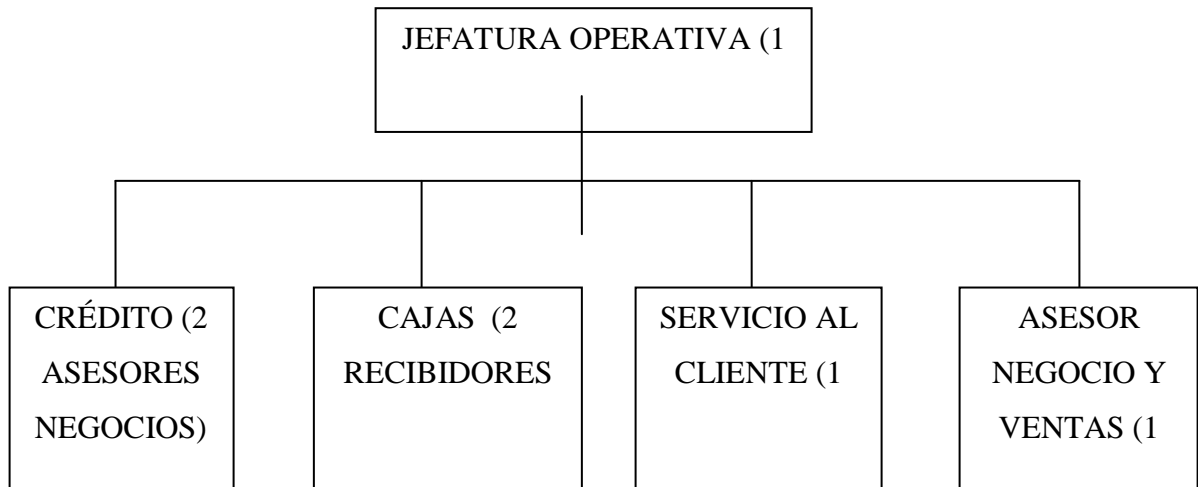 JEFATURA OPERATIVA (1
CRÉDITO (2
ASESORES
NEGOCIOS)
CAJAS (2
RECIBIDORES
SERVICIO AL
CLIENTE (1
ASESOR
NEGOCIO Y
VENTAS (1